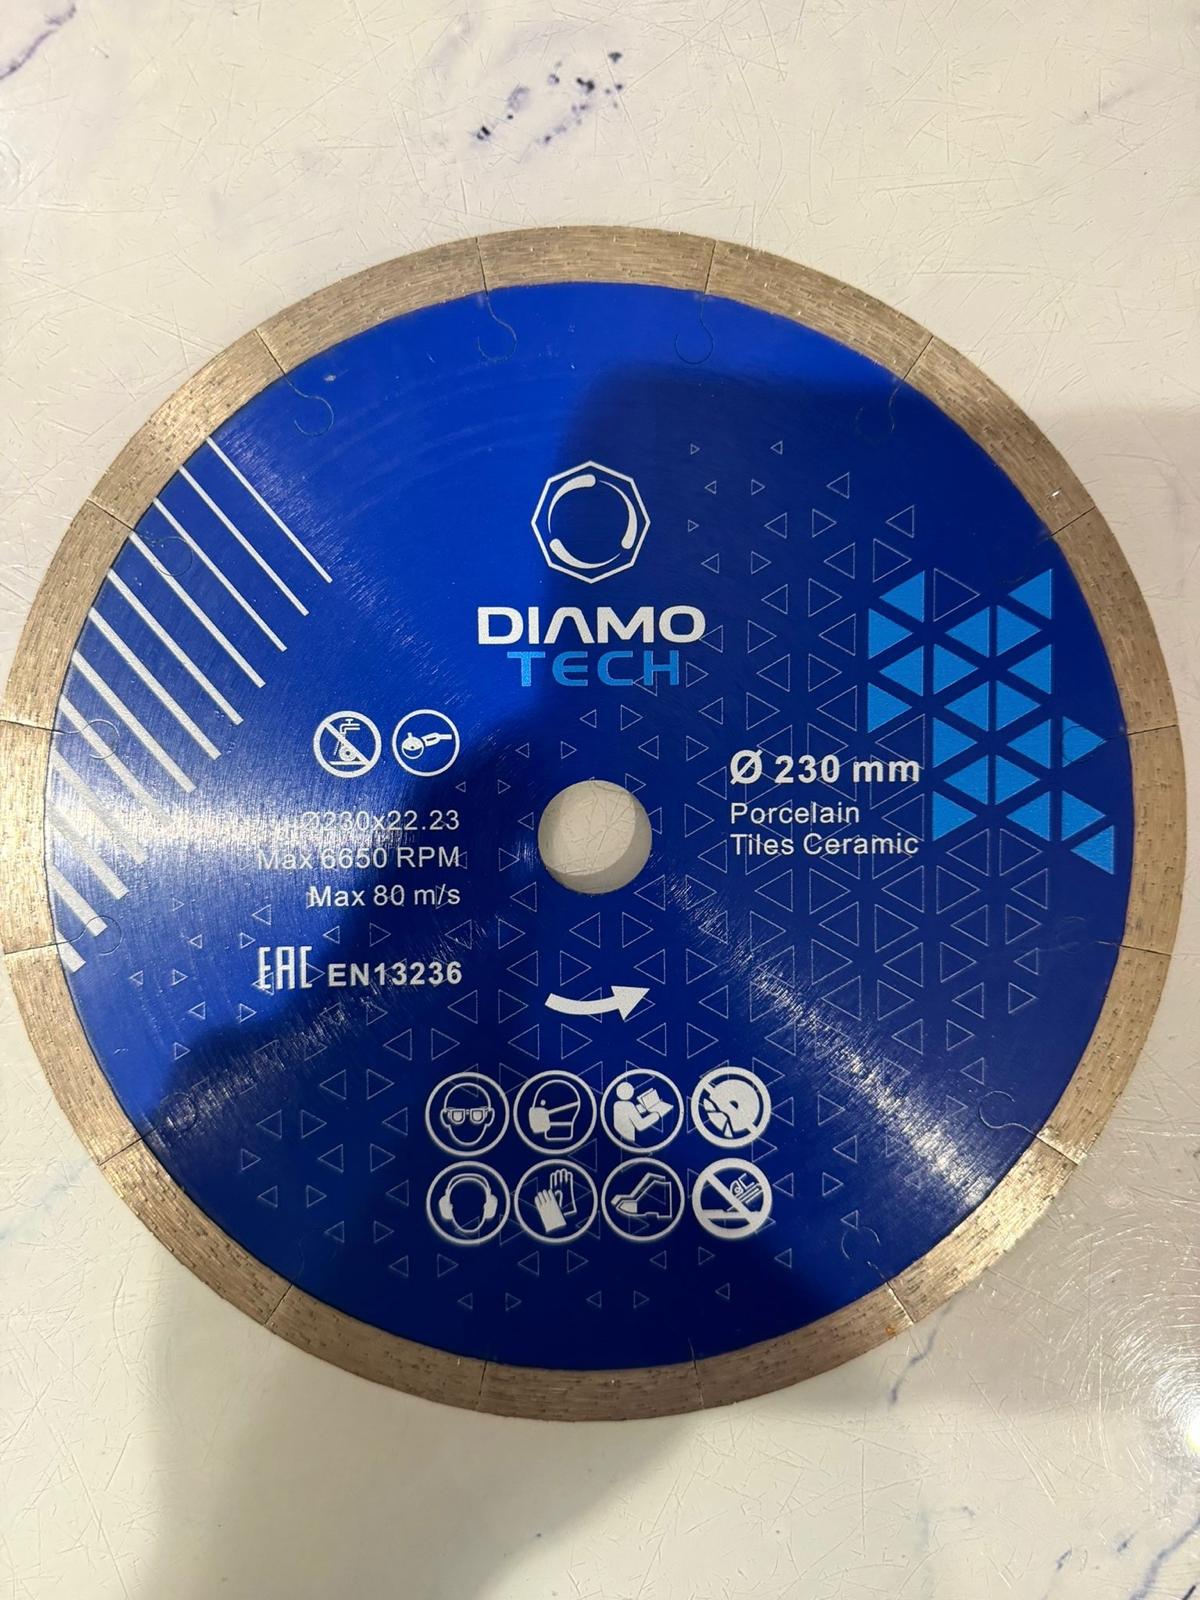 DIAMO
TECH
Ø230x22.23
Max 6650 RPM
Max 80 m/s
EAC EN13236
Ø 230 mm
Porcelain
Tiles Ceramic